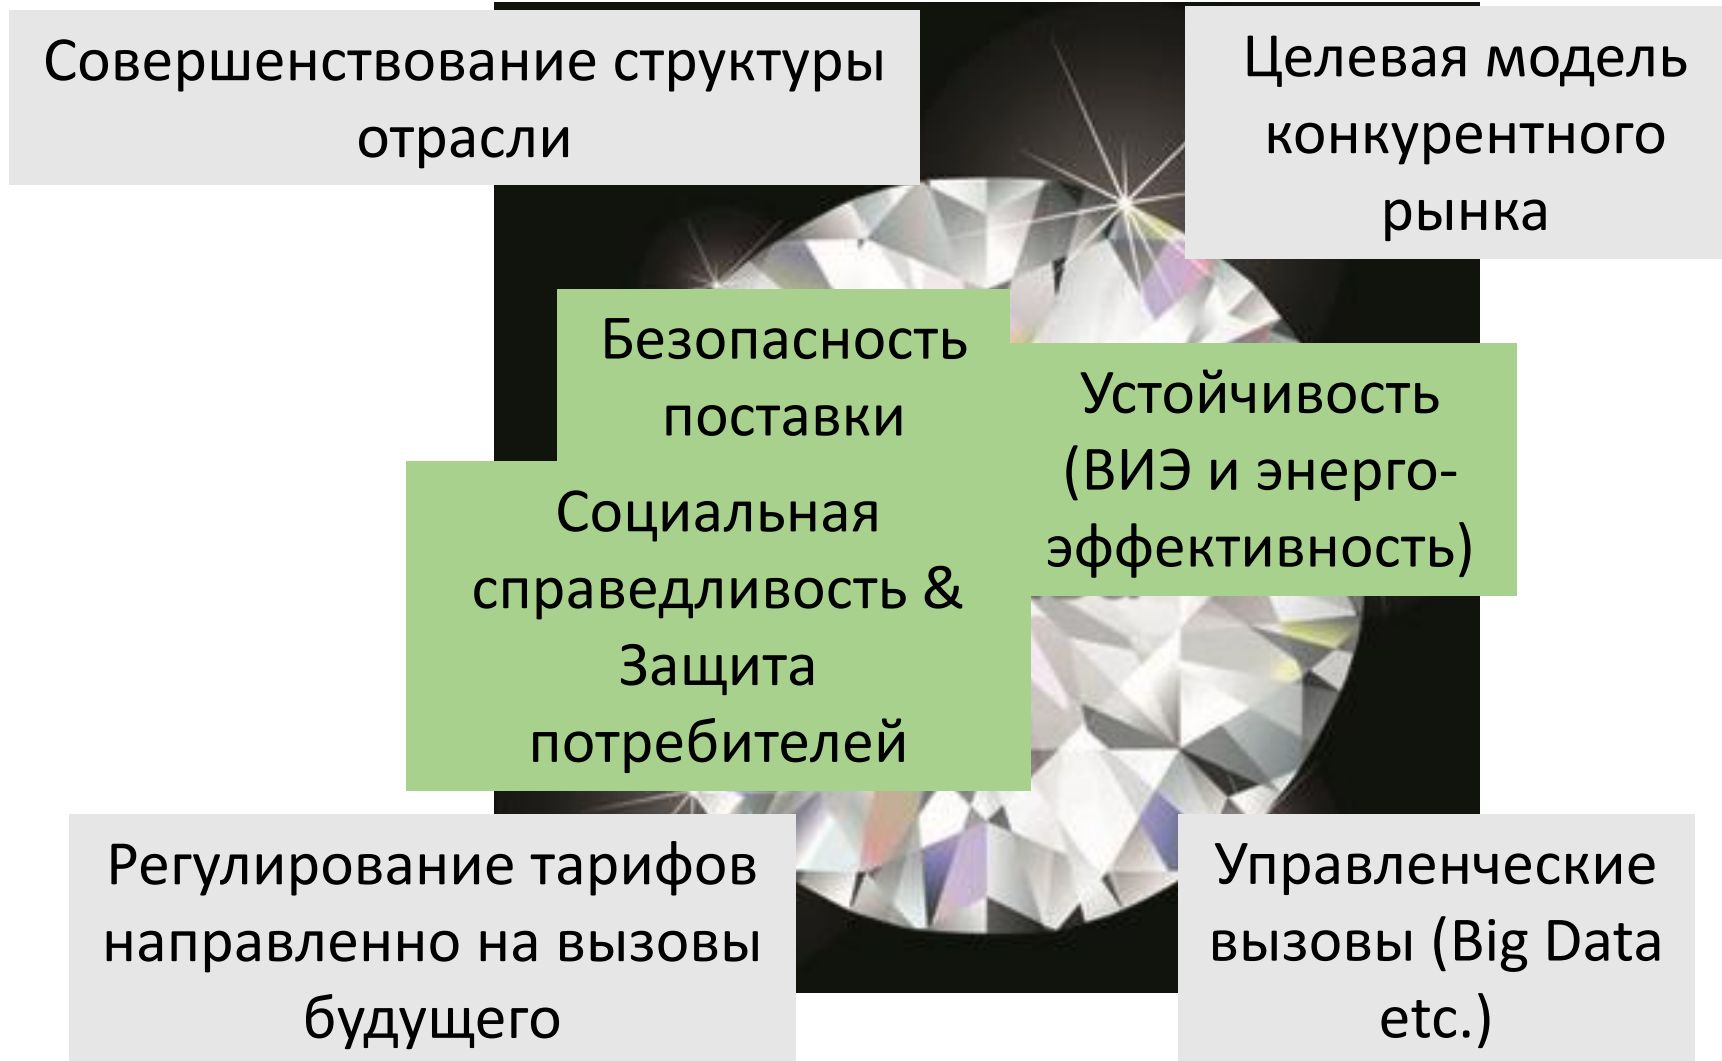 Совершенствование структуры
отрасли
Целевая модель
конкурентного
рынка
Безопасность
поставки
Устойчивость
(ВИЭ и энерго-
эффективность)
Социальная
справедливость &
Защита
потребителей
Регулирование тарифов
направленно на вызовы
будущего
Управленческие
вызовы (Big Data
etc.)